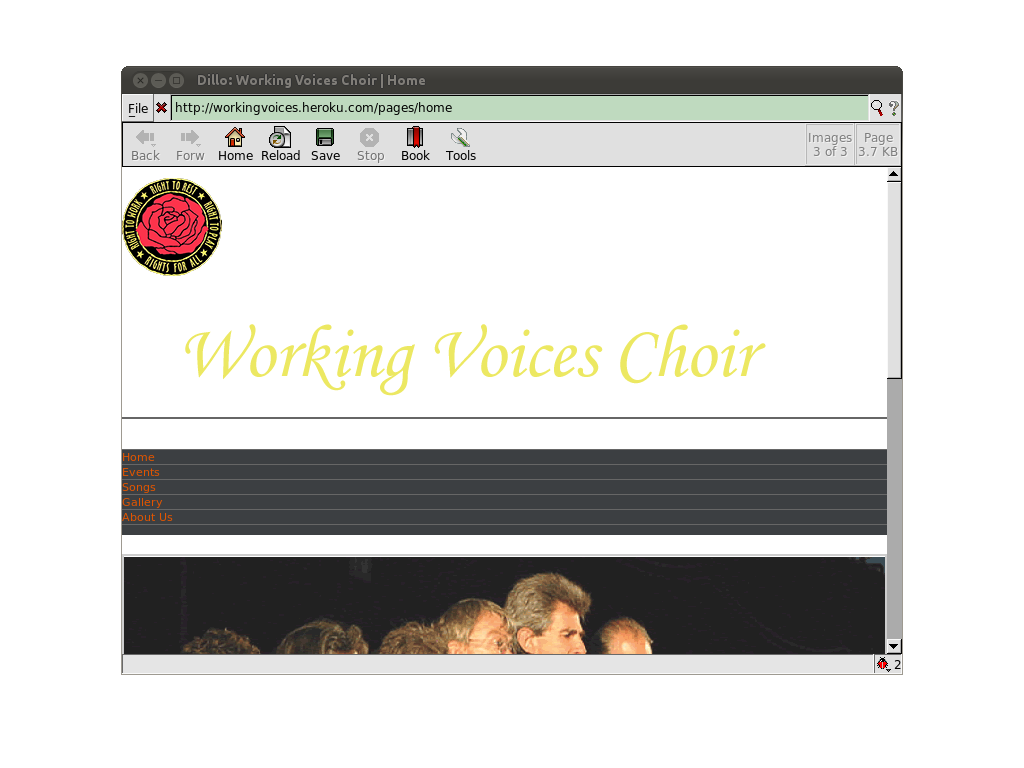 Dillo: Working Voices Choir | Home
File
http://workingvoices.heroku.com/pages/home
?
Back Forw Home Reload Save Stop Book Tools
Images
3 of 3
Page
3.7 KB
RIGHT TO WORK ★ RIGHT TO REST ★ RIGHT TO PLAY ★ RIGHTS FOR ALL ★
Working Voices Choir
Home
Events
Songs
Gallery
About Us
2